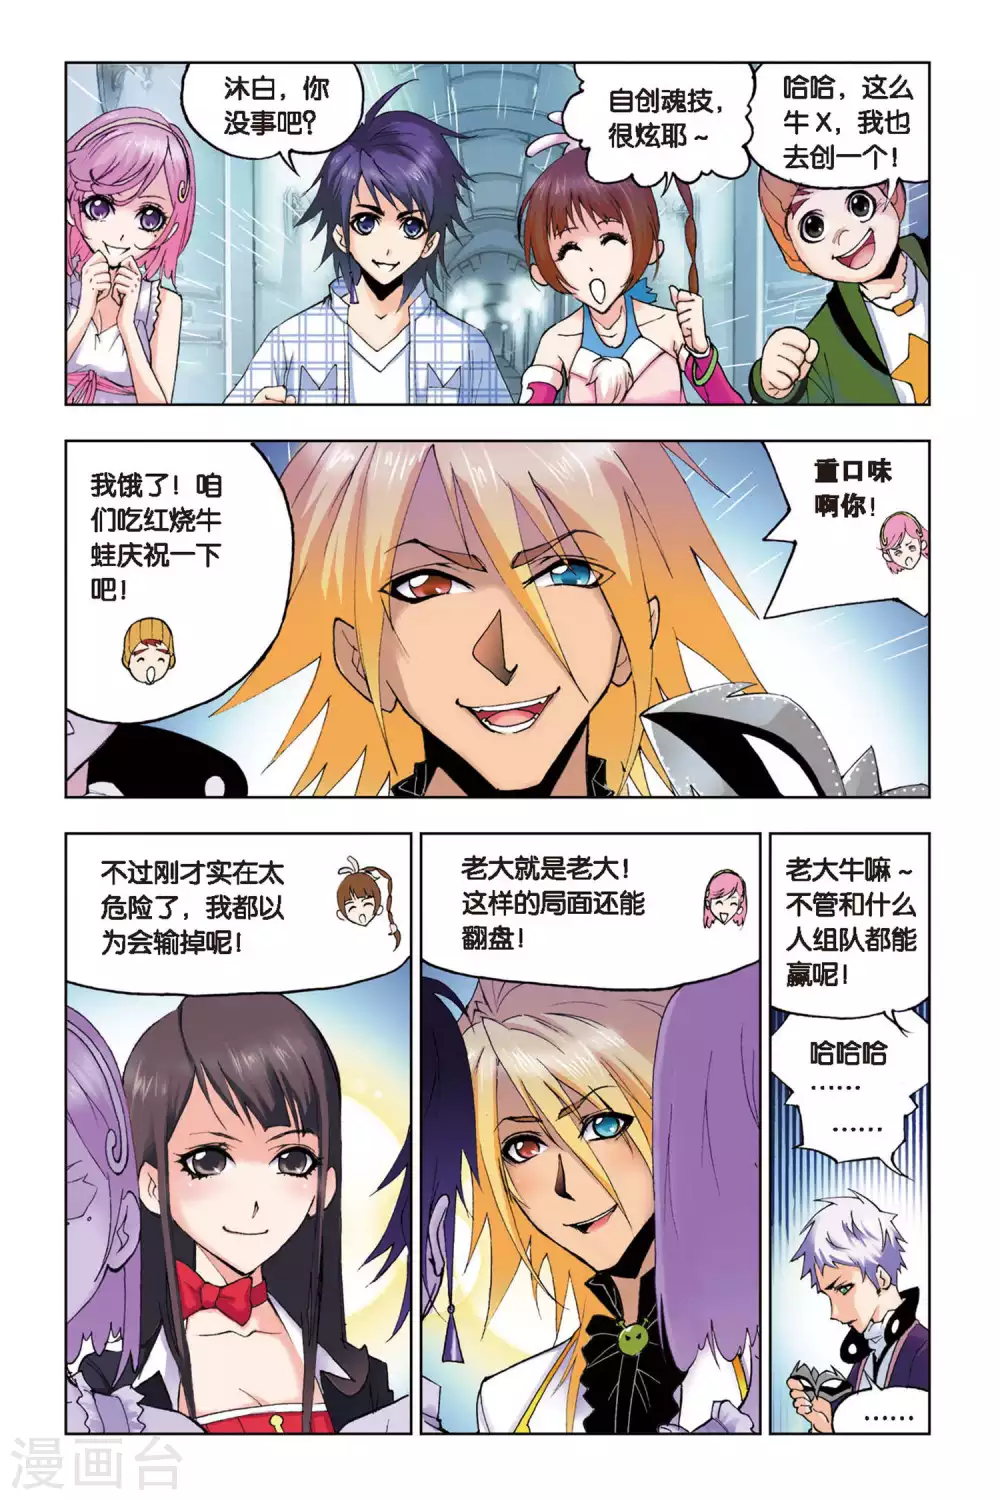 沐白，你
没事吧？
自创魂技，
很炫耶～
哈哈，这么
牛X，我也
去创一个！
我饿了！咱
们吃红烧牛
蛙庆祝一下
吧！
重口味
啊你！
不过刚才实在太
危险了，我都以
为会输掉呢！
老大就是老大！
这样的局面还能
翻盘！
老大牛嘛～
不管和什么
人组队都能
赢呢！
哈哈哈
……
……
……
漫画台